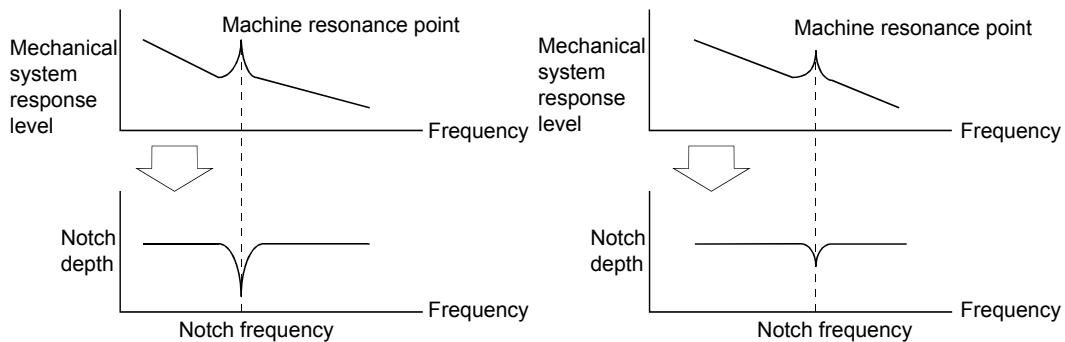 Machine resonance point
Mechanical
system
response
level
Frequency
Notch
depth
Frequency
Notch frequency
Machine resonance point
Mechanical
system
response
level
Frequency
Notch
depth
Frequency
Notch frequency